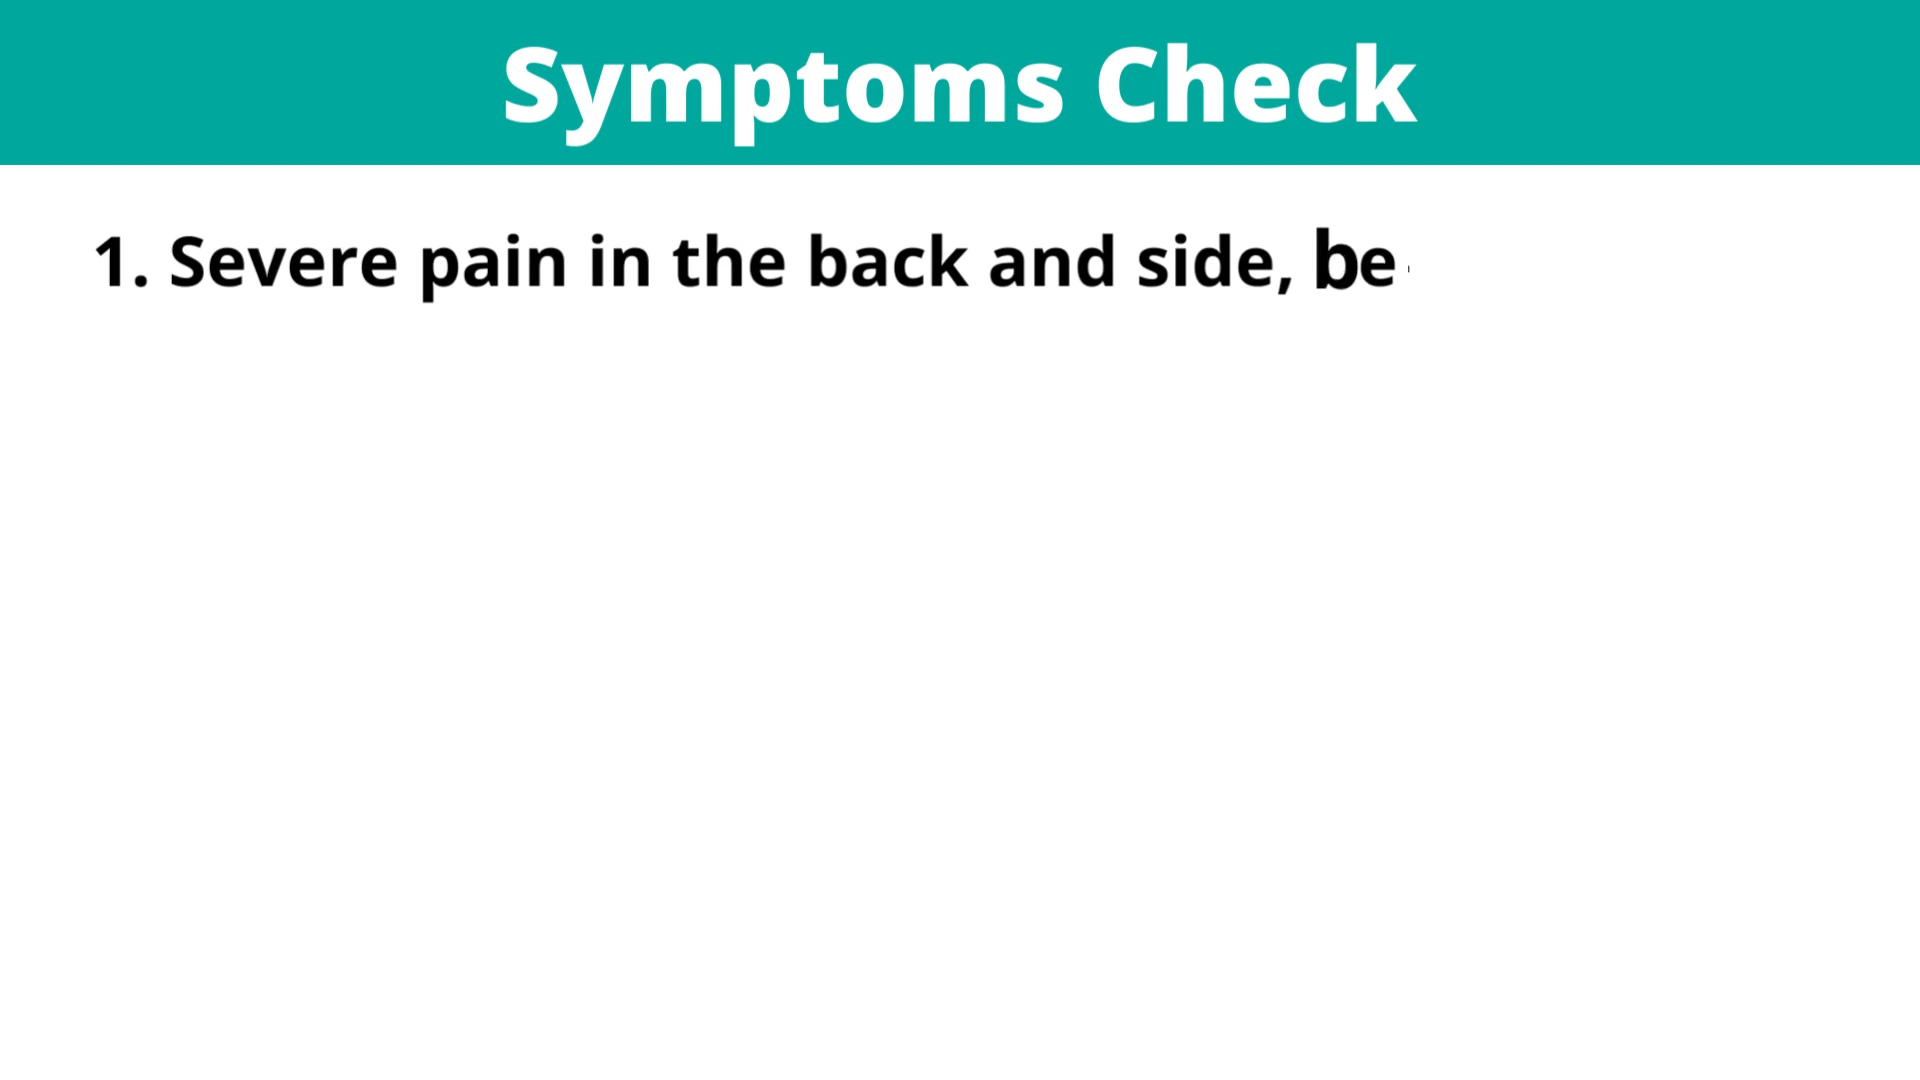 Symptoms Check
1. Severe pain in the back and side, be